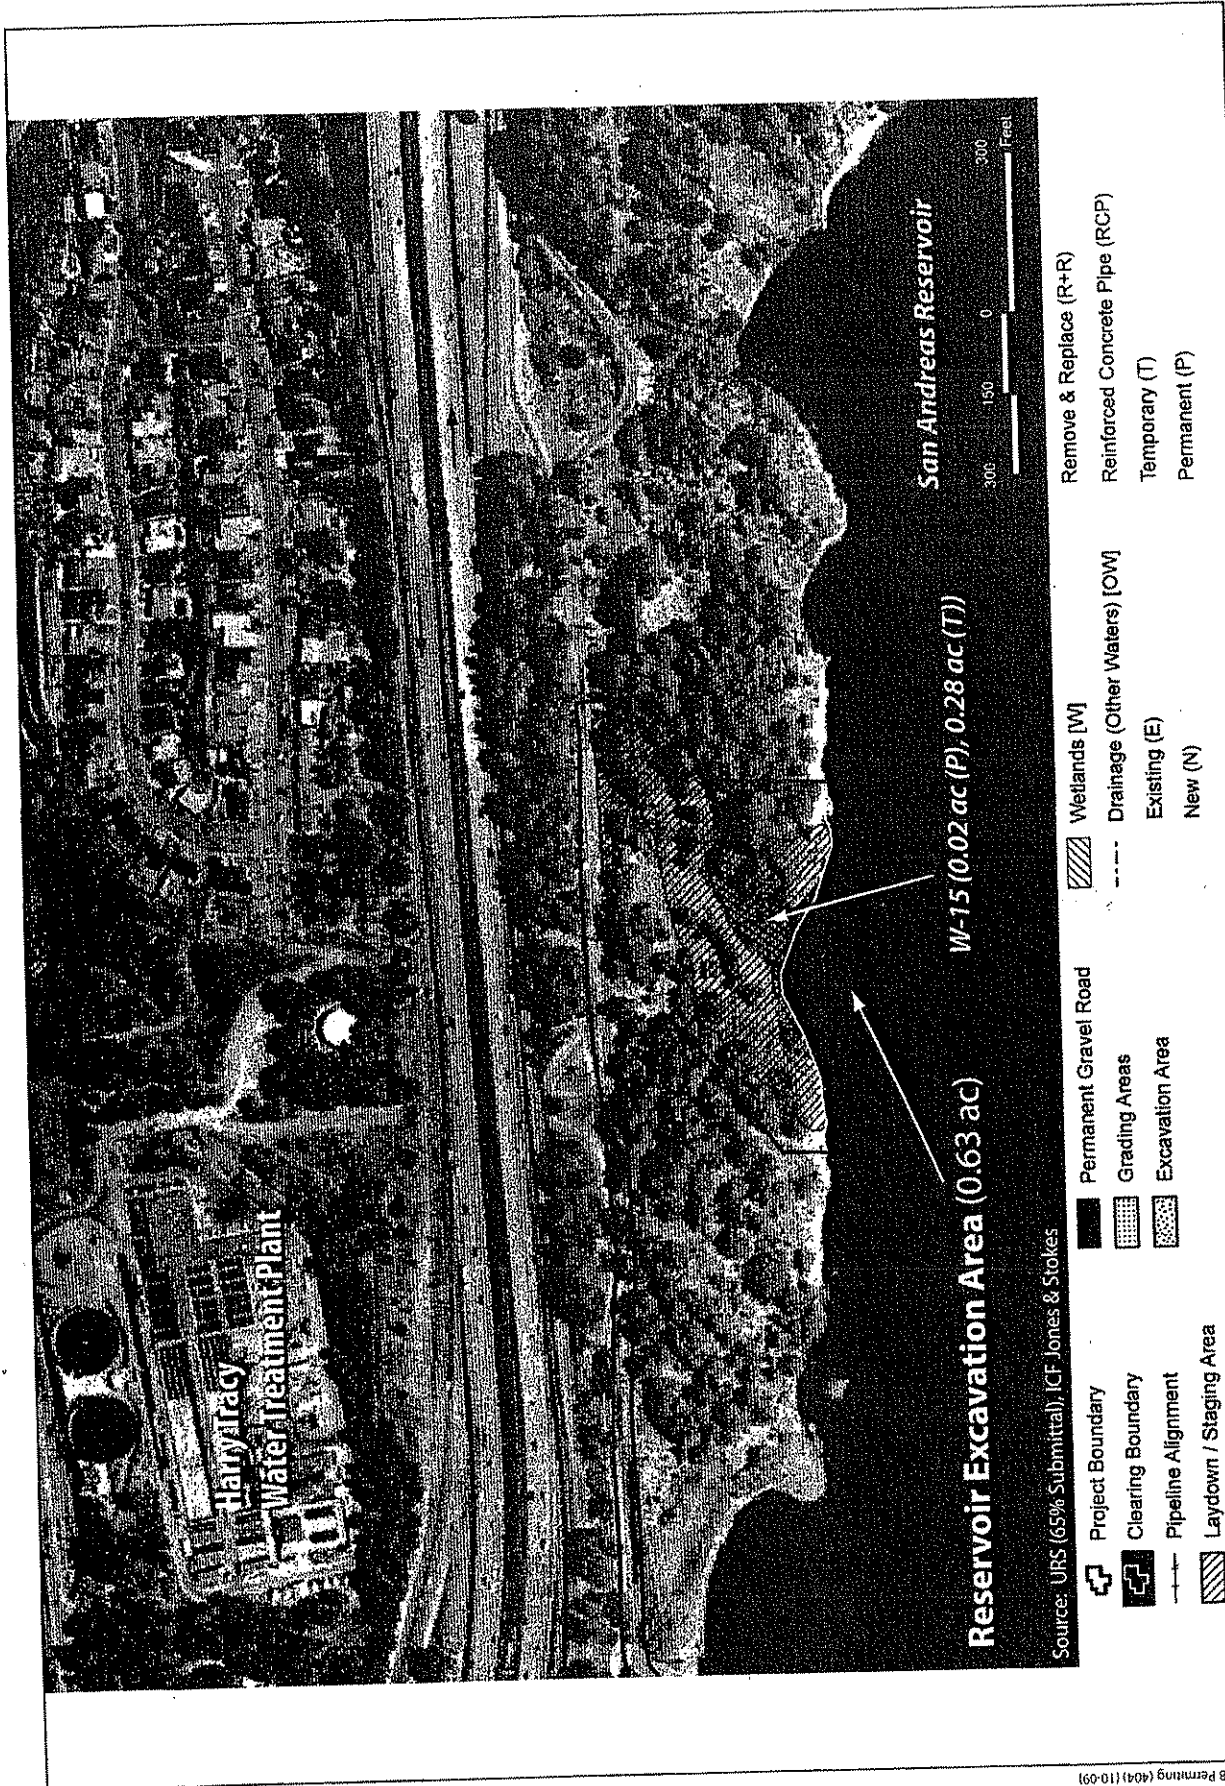 Harry Tracy
Water Treatment Plant
San Andreas Reservoir
300 150 0 300
Feet
W-15 (0.02 ac (P), 0.28 ac (T))
Reservoir Excavation Area (0.63 ac)
Source: URS (65% Submittal), ICF Jones & Stokes
Project Boundary
Clearing Boundary
Pipeline Alignment
Laydown / Staging Area
Permanent Gravel Road
Grading Areas
Excavation Area
Wetlands [W]
Drainage (Other Waters) [OW]
Existing (E)
New (N)
Remove & Replace (R+R)
Reinforced Concrete Pipe (RCP)
Temporary (T)
Permanent (P)
Permitting (404) (10-09)